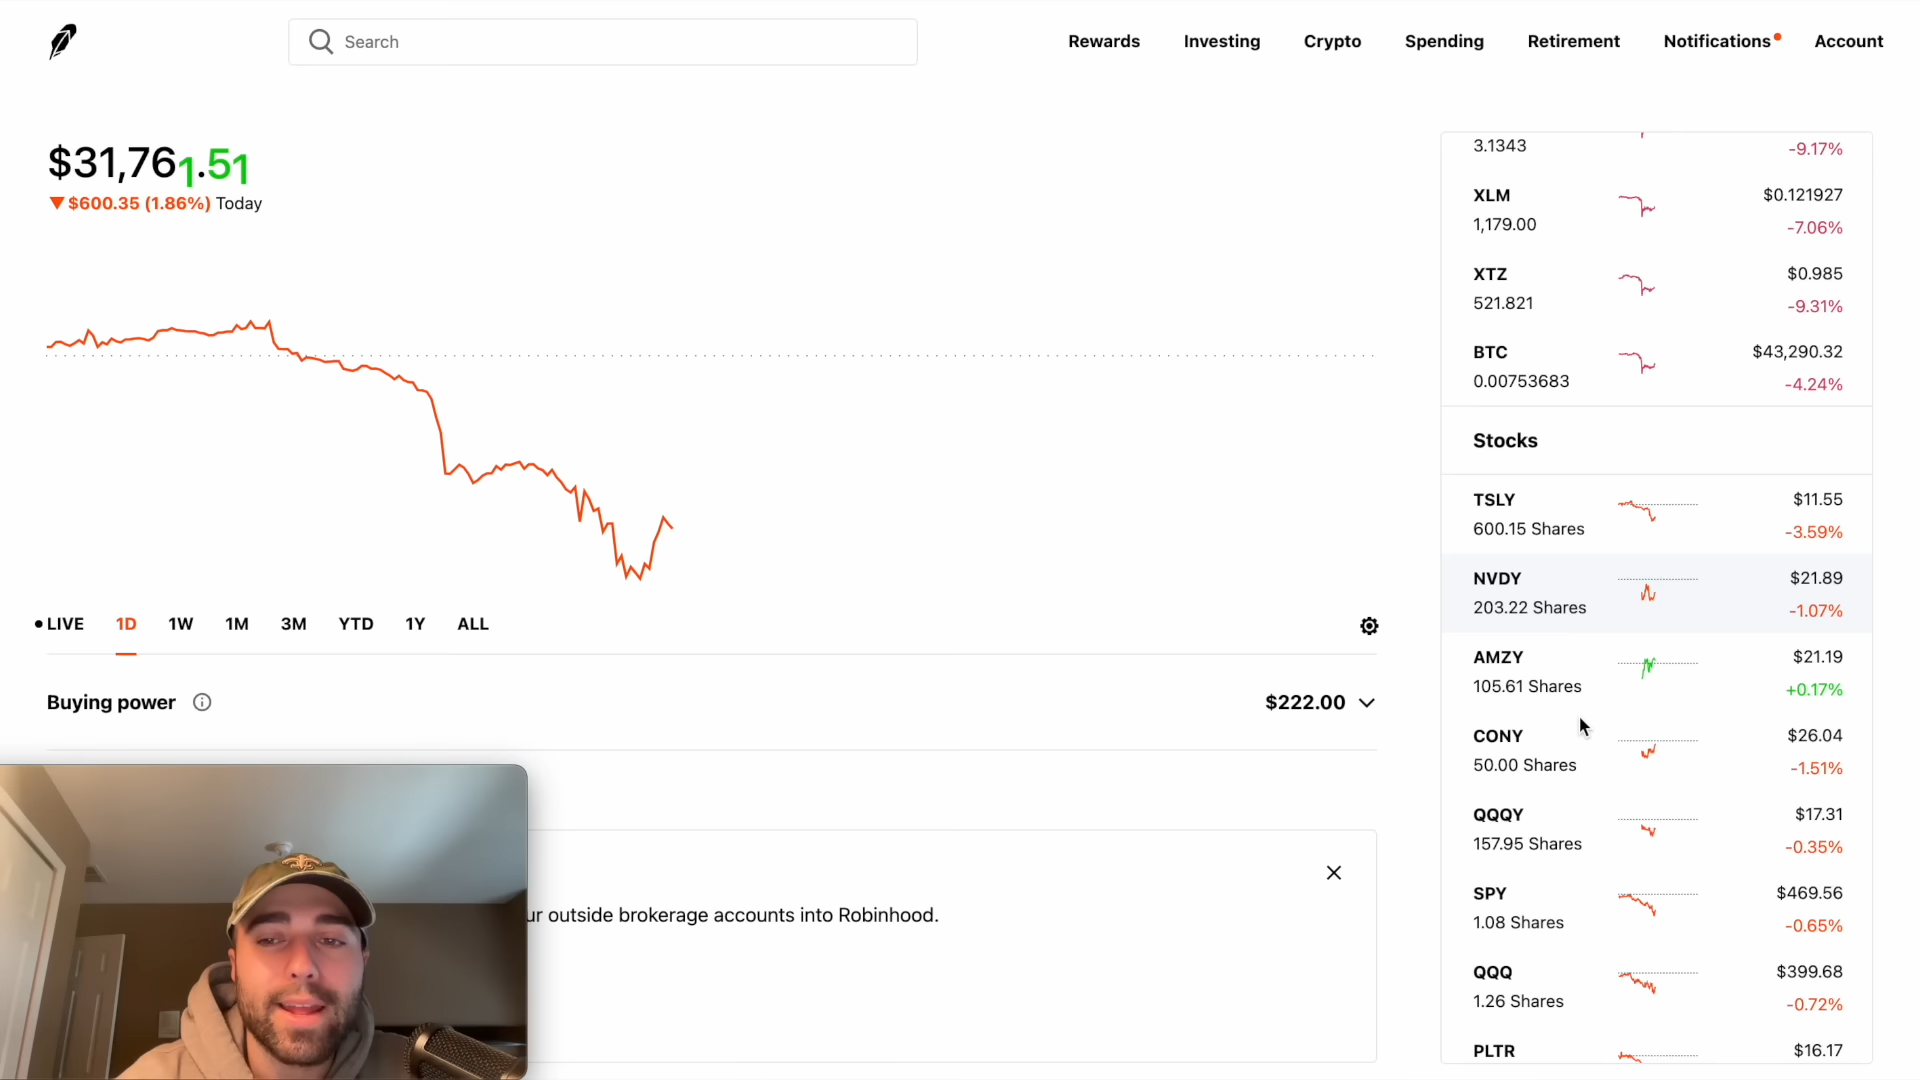 Search
Rewards
Investing
Crypto
Spending
Retirement
Notifications
Account
$31,761.51
▼$600.35 (1.86%) Today
LIVE
1D
1W
1M
3M
YTD
1Y
ALL
Buying power
$222.00
ur outside brokerage accounts into Robinhood.
3.1343
-9.17%
XLM
$0.121927
1,179.00
-7.06%
XTZ
$0.985
521.821
-9.31%
BTC
$43,290.32
0.00753683
-4.24%
Stocks
TSLY
$11.55
600.15 Shares
-3.59%
NVDY
$21.89
203.22 Shares
-1.07%
AMZY
$21.19
105.61 Shares
+0.17%
CONY
$26.04
50.00 Shares
-1.51%
QQQY
$17.31
157.95 Shares
-0.35%
SPY
$469.56
1.08 Shares
-0.65%
QQQ
$399.68
1.26 Shares
-0.72%
PLTR
$16.17